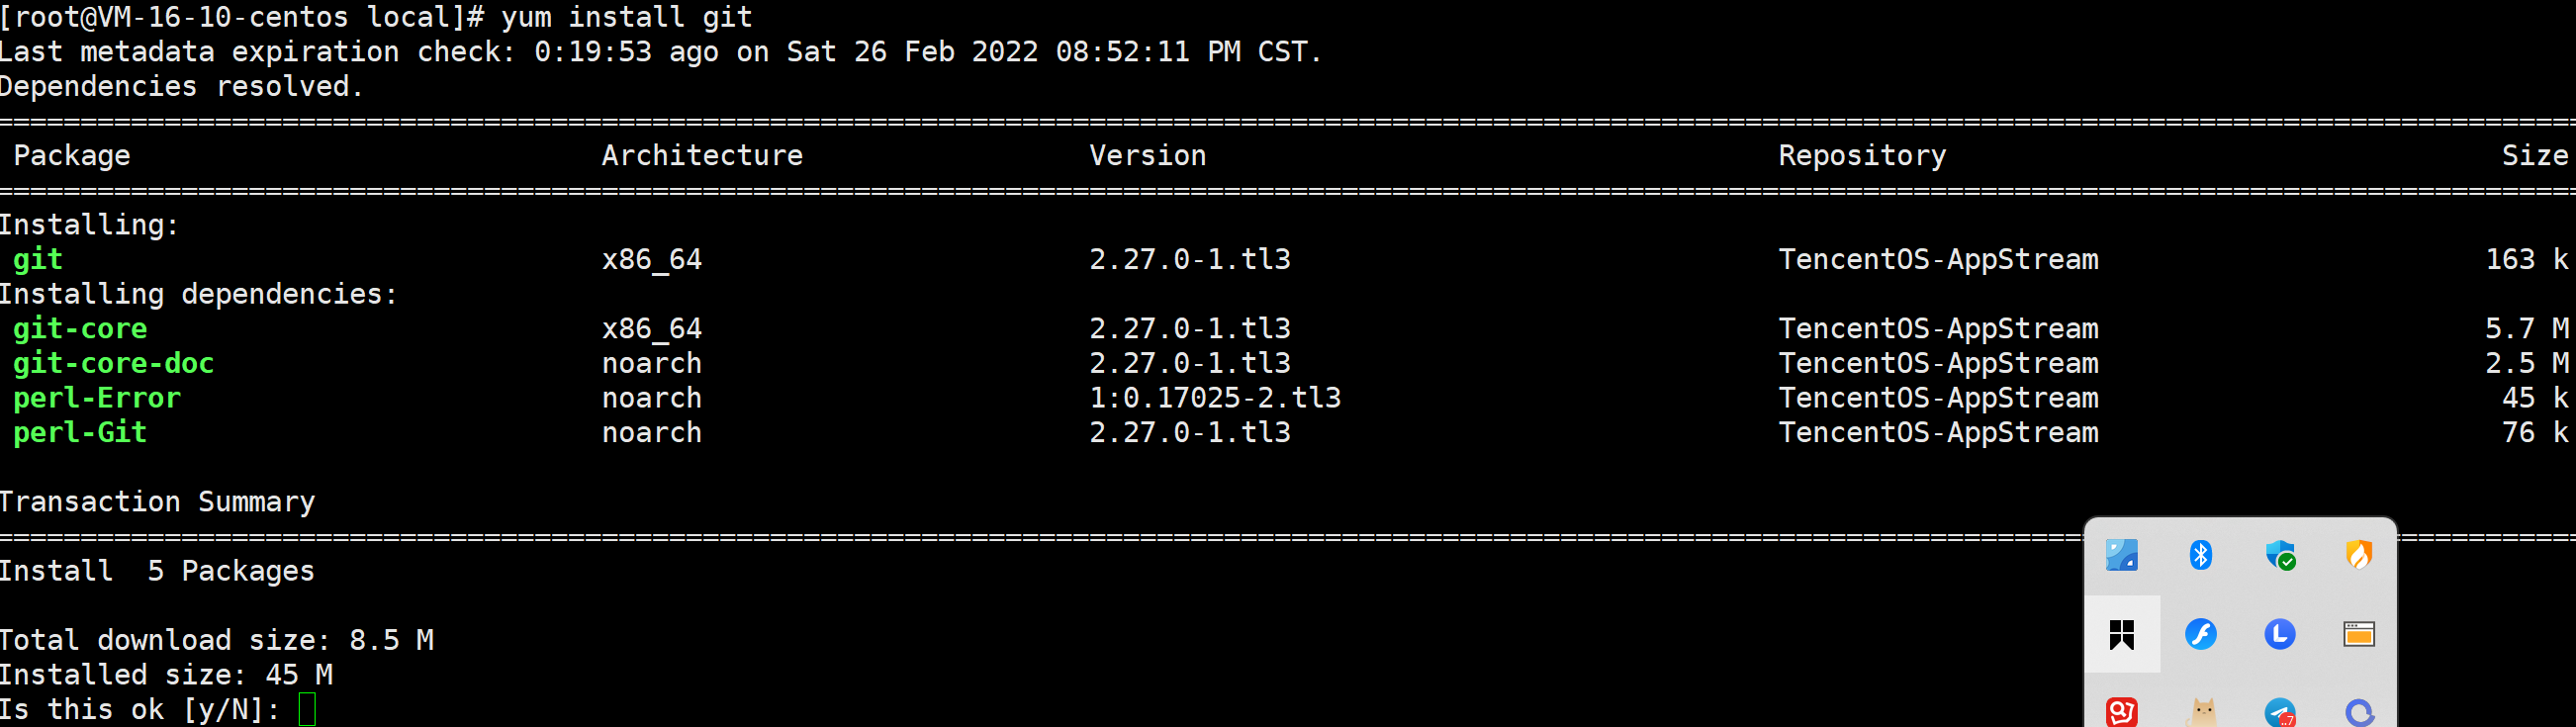 [root@VM-16-10-centos local]# yum install git
Last metadata expiration check: 0:19:53 ago on Sat 26 Feb 2022 08:52:11 PM CST.
Dependencies resolved.
Package Architecture Version Repository Size
Installing:
git x86_64 2.27.0-1.tl3 TencentOS-AppStream 163 k
Installing dependencies:
git-core x86_64 2.27.0-1.tl3 TencentOS-AppStream 5.7 M
git-core-doc noarch 2.27.0-1.tl3 TencentOS-AppStream 2.5 M
perl-Error noarch 1:0.17025-2.tl3 TencentOS-AppStream 45 k
perl-Git noarch 2.27.0-1.tl3 TencentOS-AppStream 76 k
Transaction Summary
Install  5 Packages
Total download size: 8.5 M
Installed size: 45 M
Is this ok [y/N]: